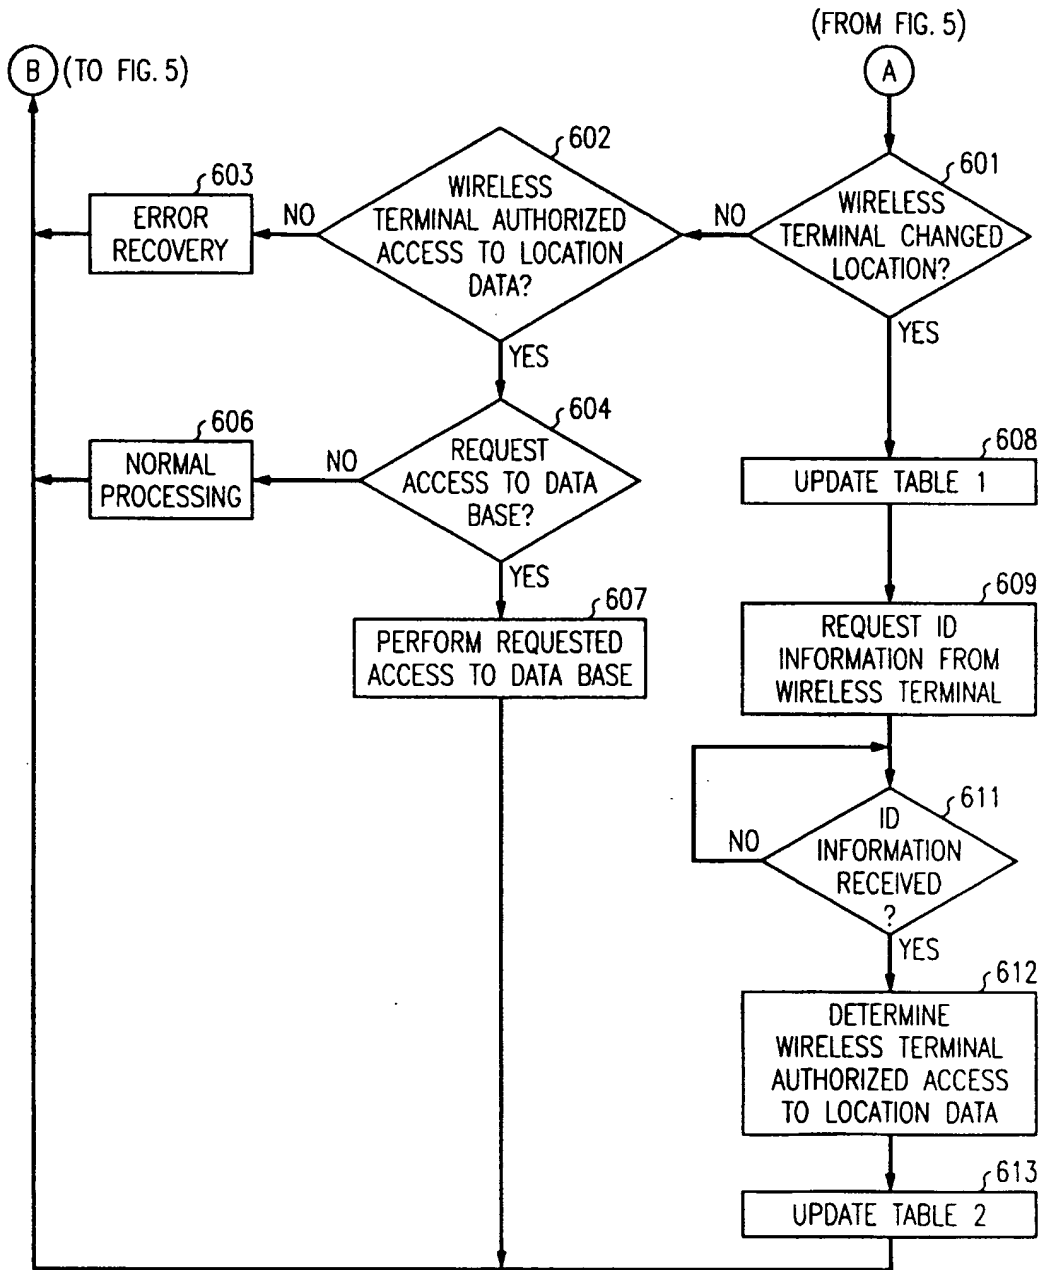 (FROM FIG. 5)
B (TO FIG. 5)
A
601
WIRELESS
TERMINAL CHANGED
LOCATION?
NO
YES
602
WIRELESS
TERMINAL AUTHORIZED
ACCESS TO LOCATION
DATA?
NO
YES
603
ERROR
RECOVERY
604
REQUEST
ACCESS TO DATA
BASE?
NO
YES
606
NORMAL
PROCESSING
607
PERFORM REQUESTED
ACCESS TO DATA BASE
608
UPDATE TABLE 1
609
REQUEST ID
INFORMATION FROM
WIRELESS TERMINAL
611
ID
INFORMATION
RECEIVED
?
NO
YES
612
DETERMINE
WIRELESS TERMINAL
AUTHORIZED ACCESS
TO LOCATION DATA
613
UPDATE TABLE 2